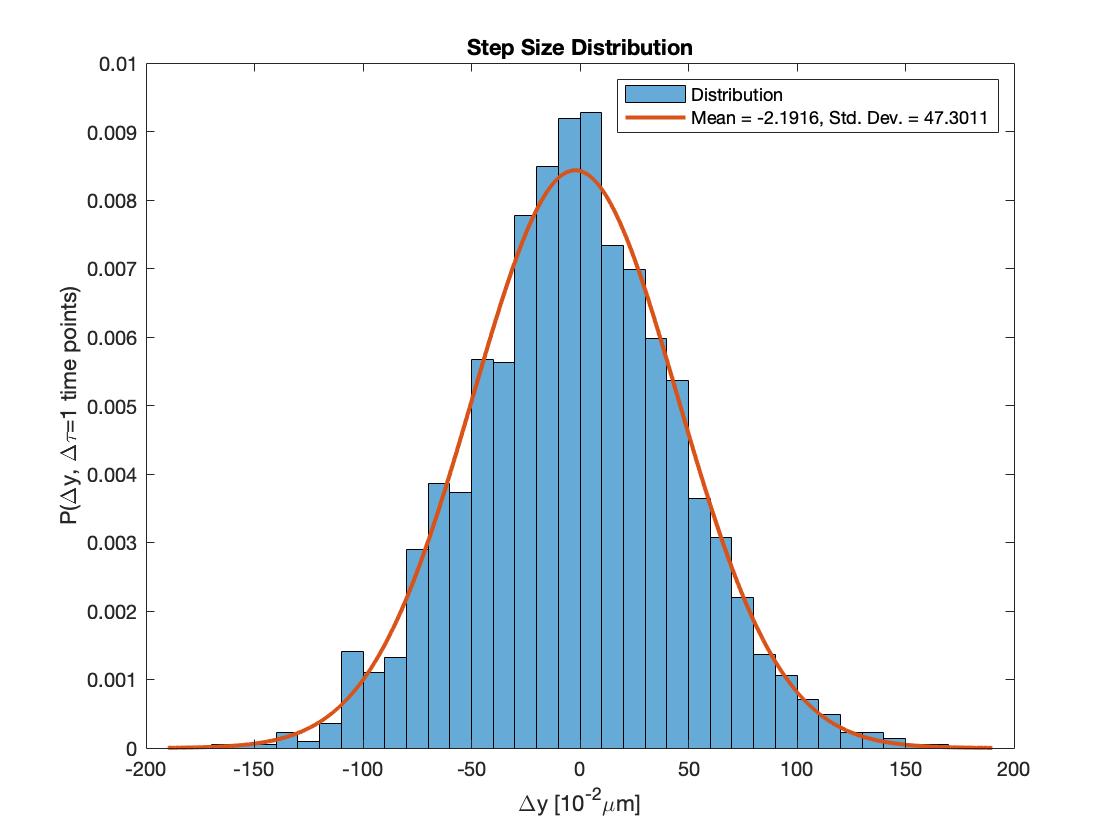 Step Size Distribution
Distribution
Mean = -2.1916, Std. Dev. = 47.3011
P(Δy, Δτ=1 time points)
0.01
0.009
0.008
0.007
0.006
0.005
0.004
0.003
0.002
0.001
0
-200 -150 -100 -50 0 50 100 150 200
Δy [10⁻²μm]